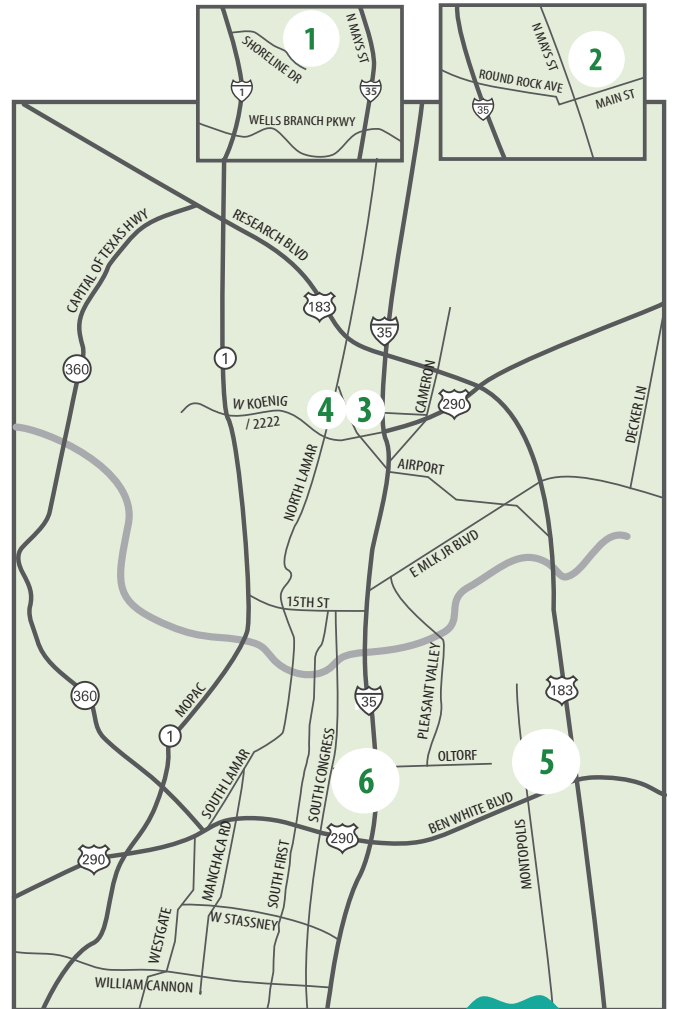 1
SHORELINE DR
N MAYS ST
1
35
WELLS BRANCH PKWY
2
N MAYS ST
ROUND ROCK AVE
MAIN ST
35
CAPITAL OF TEXAS HWY
RESEARCH BLVD
183
35
1
360
W KOENIG
/ 2222
4
3
CAMERON
290
DECKER LN
NORTH LAMAR
AIRPORT
E MLK JR BLVD
15TH ST
PLEASANT VALLEY
360
MOPAC
1
35
183
SOUTH LAMAR
SOUTH CONGRESS
6
OLTORF
5
290
MANCHACA RD
SOUTH FIRST
290
BEN WHITE BLVD
MONTOPOLIS
WESTGATE
W STASSNEY
WILLIAM CANNON